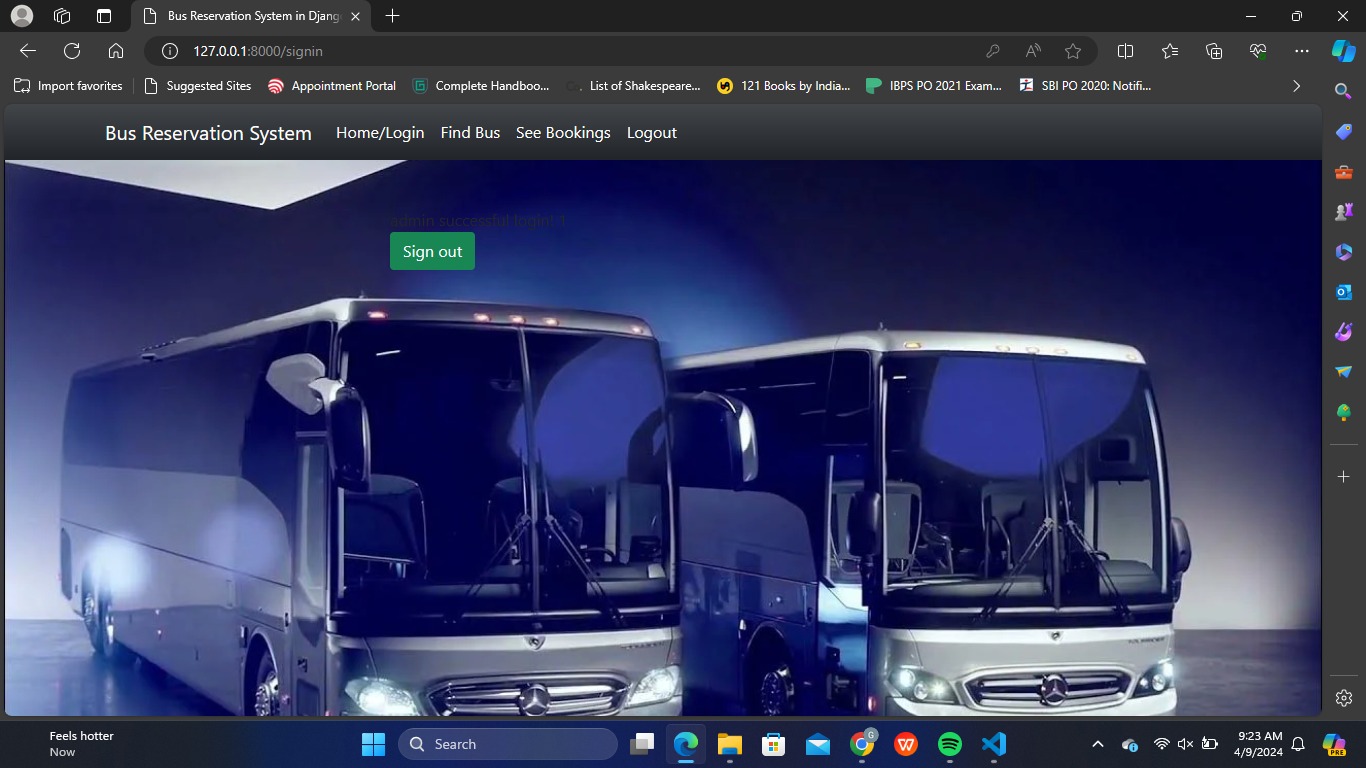 Bus Reservation System in Djang
127.0.0.1:8000/signin
Import favorites
Suggested Sites
Appointment Portal
Complete Handboo...
List of Shakespeare...
121 Books by India...
IBPS PO 2021 Exam...
SBI PO 2020: Notifi...
Bus Reservation System Home/Login Find Bus See Bookings Logout
admin successful login
Sign out
Feels hotter
Now
Search
G
9:23 AM
4/9/2024
PRE